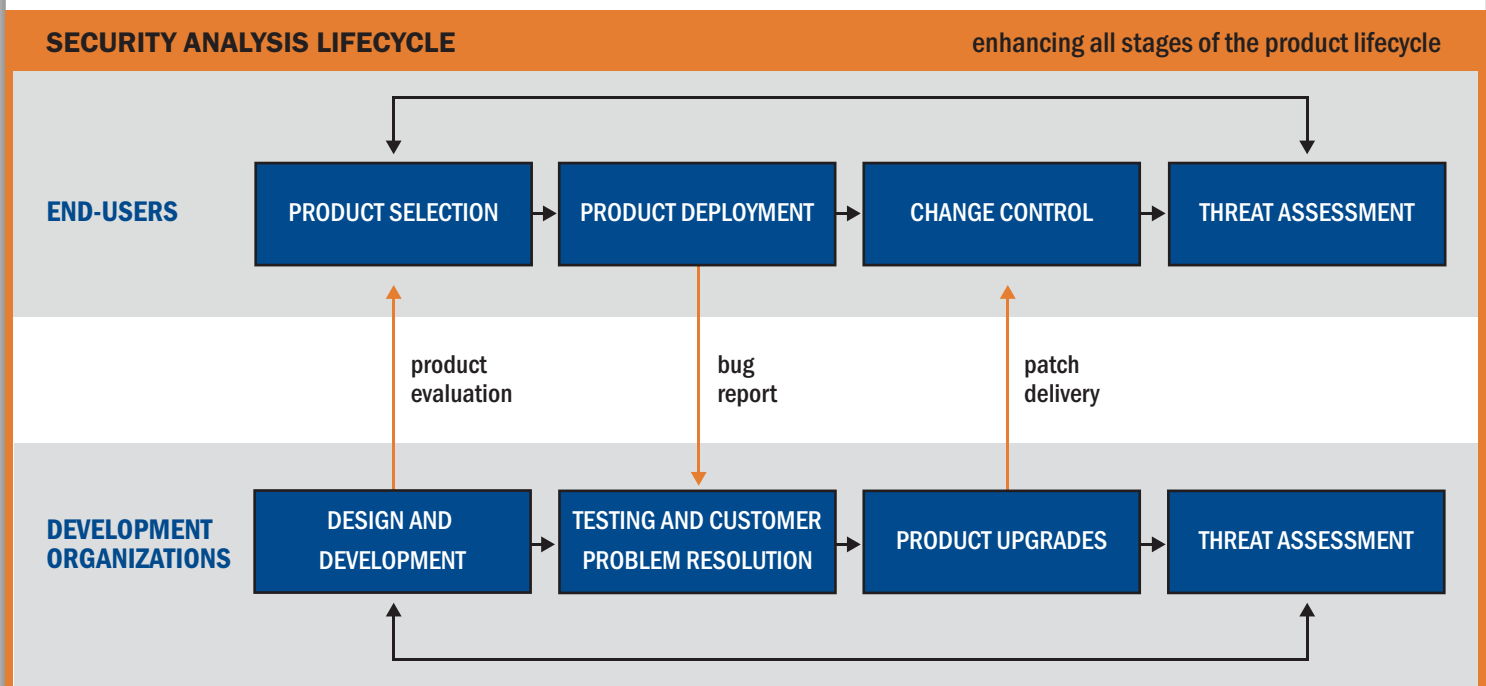 SECURITY ANALYSIS LIFECYCLE
enhancing all stages of the product lifecycle
END-USERS
PRODUCT SELECTION
PRODUCT DEPLOYMENT
CHANGE CONTROL
THREAT ASSESSMENT
product
evaluation
bug
report
patch
delivery
DEVELOPMENT
ORGANIZATIONS
DESIGN AND
DEVELOPMENT
TESTING AND CUSTOMER
PROBLEM RESOLUTION
PRODUCT UPGRADES
THREAT ASSESSMENT